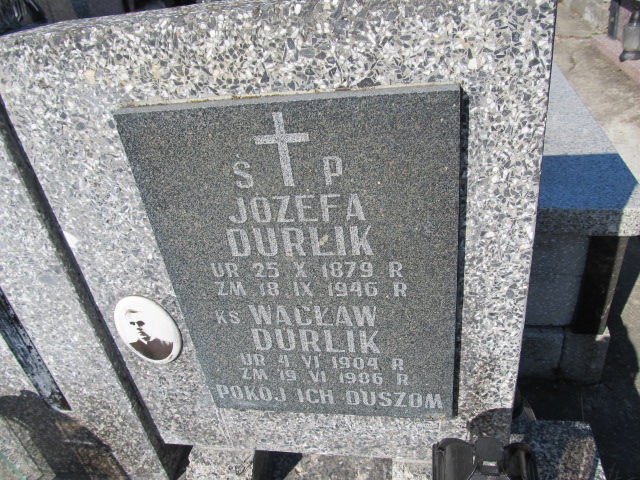 Ś P
JÓZEFA
DURLIK
UR 25 X 1879 R
ZM 18 IX 1946 R
KS WACŁAW
DURLIK
UR 4 VI 1904 R
ZM 19 VI 1986 R
POKÓJ ICH DUSZOM